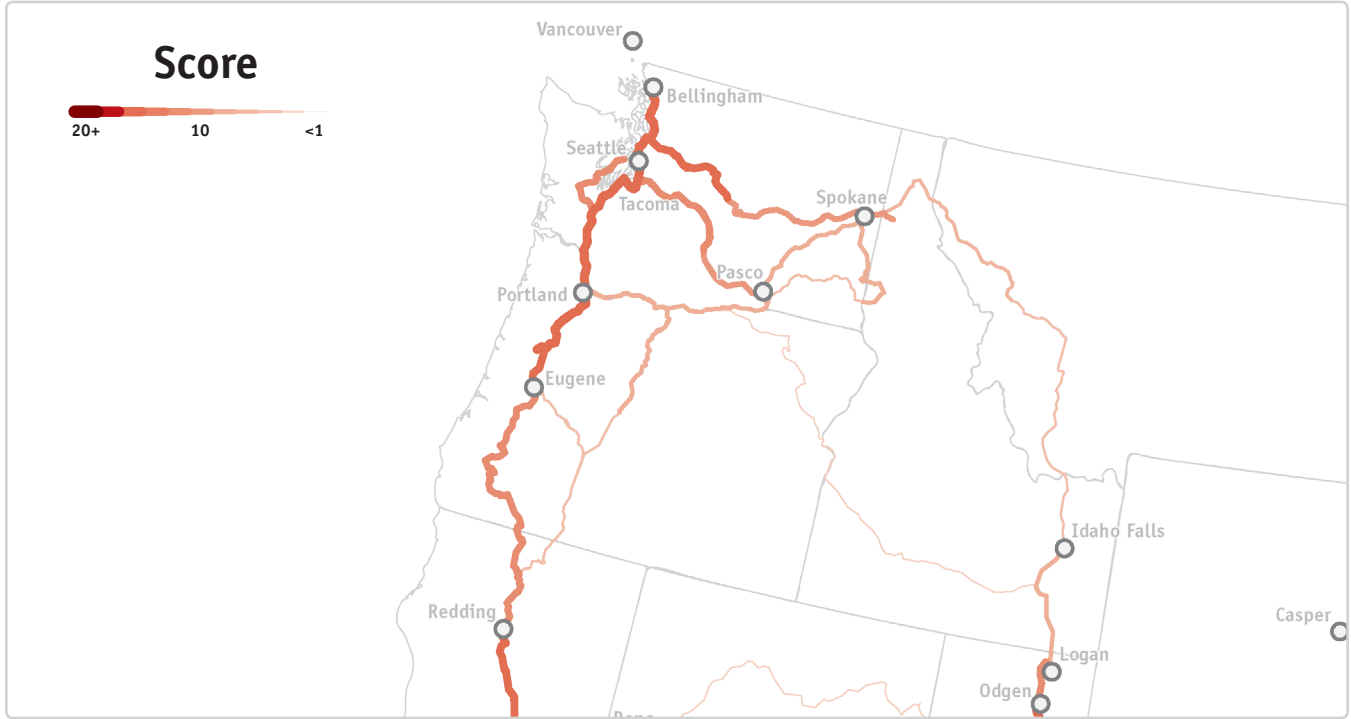 Vancouver
Score
Bellingham
20+ 10 <1
Seattle
Spokane
Tacoma
Pasco
Portland
Eugene
Idaho Falls
Redding
Casper
Logan
Odgen